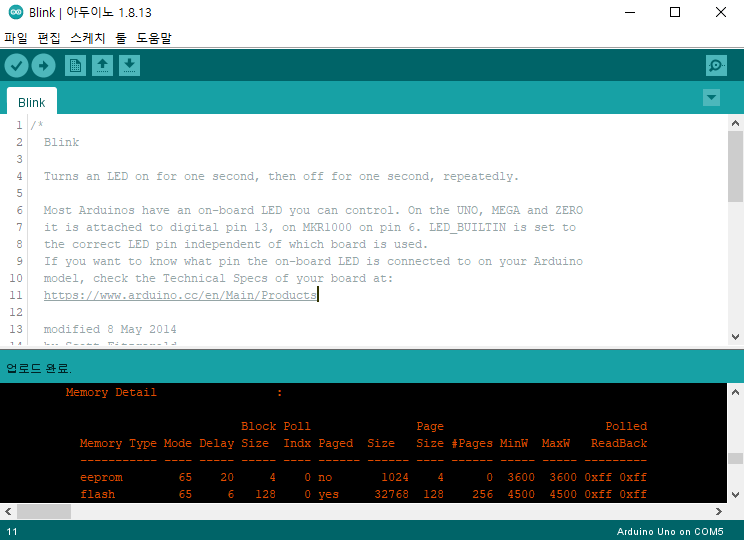 Blink | 아두이노 1.8.13
파일 편집 스케치 툴 도움말
Blink
1 /*
2 Blink
3
4 Turns an LED on for one second, then off for one second, repeatedly.
5
6 Most Arduinos have an on-board LED you can control. On the UNO, MEGA and ZERO
7 it is attached to digital pin 13, on MKR1000 on pin 6. LED_BUILTIN is set to
8 the correct LED pin independent of which board is used.
9 If you want to know what pin the on-board LED is connected to on your Arduino
10 model, check the Technical Specs of your board at:
11 https://www.arduino.cc/en/Main/Products
12
13 modified 8 May 2014
14 by Scott Fitzgerald
업로드 완료.
Memory Detail :
Block Poll Page Polled
Memory Type Mode Delay Size Indx Paged Size Size #Pages MinW MaxW ReadBack
----------- ---- ----- ----- ---- ------ ------ ---- ------ ----- ----- ---------
eeprom 65 20 4 0 no 1024 4 0 3600 3600 0xff 0xff
flash 65 6 128 0 yes 32768 128 256 4500 4500 0xff 0xff
11 Arduino Uno on COM5